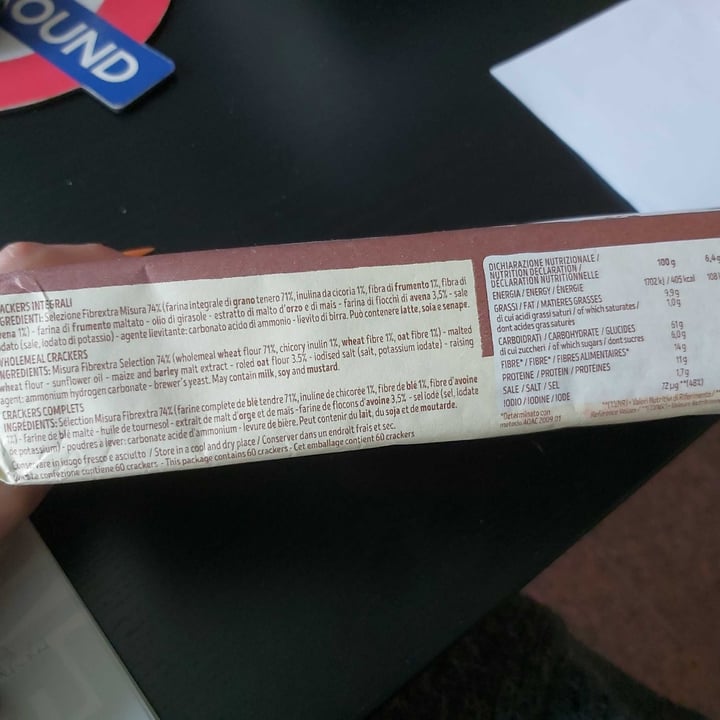 OUND
ACKERS INTEGRALI
GREDIENTI: Selezione Fibrextra Misura 74% (farina integrale di grano tenero 71%, inulina da cicoria 1%, fibra di frumento 1%, fibra di
vena 1%) - farina di frumento maltato - olio di girasole - estratto di malto d'orzo e di mais - farina di fiocchi di avena 3,5% - sale
odato (sale, iodato di potassio) - agente lievitante: carbonato acido di ammonio - lievito di birra. Può contenere latte, soia e senape.
WHOLEMEAL CRACKERS
INGREDIENTS: Misura Fibrextra Selection 74% (wholemeal wheat flour 71%, chicory inulin 1%, wheat fibre 1%, oat fibre 1%) - malted
wheat flour - sunflower oil - maize and barley malt extract - roled oat flour 3.5% - iodised salt (salt, potassium iodate) - raising
agent: ammonium hydrogen carbonate - brewer's yeast. May contain milk, soy and mustard.
CRACKERS COMPLETS
INGRÉDIENTS: Sélection Misura Fibrextra 74% (farine complète de blé tendre 71%, inuline de chicorée 1%, fibre de blé 1%, fibre d'avoine
1%) - farine de blé malté - huile de tournesol - extrait de malt d'orge et de maïs - farine de flocons d'avoine 3,5% - sel iodé (sel, iodate
de potassium) - poudres à lever: carbonate acide d'ammonium - levure de bière. Peut contenir du lait, du soja et de moutarde.
Conservare in luogo fresco e asciutto / Store in a cool and dry place / Conserver dans un endroit frais et sec.
Questa confezione contiene 60 crackers - This package contains 60 crackers - Cet emballage contient 60 crackers
DICHIARAZIONE NUTRIZIONALE /
NUTRITION DECLARATION /
DÉCLARATION NUTRITIONNELLE 100 g 6,4 g
ENERGIA / ENERGY / ÉNERGIE 1702 kJ / 405 kcal 108
GRASSI / FAT / MATIÈRES GRASSES 9,9 g
di cui acidi grassi saturi / of which saturates / 1,0 g
dont acides gras saturés
CARBOIDRATI / CARBOHYDRATE / GLUCIDES 61 g
di cui zuccheri / of which sugars / dont sucres 6,0 g
FIBRE* / FIBRE* / FIBRES ALIMENTAIRES* 14 g
PROTEINE / PROTEIN / PROTÉINES 11 g
SALE / SALT / SEL 1,7 g
IODIO / IODINE / IODE 72 µg **(48%)
*Determinato con
metodo AOAC 2009.01